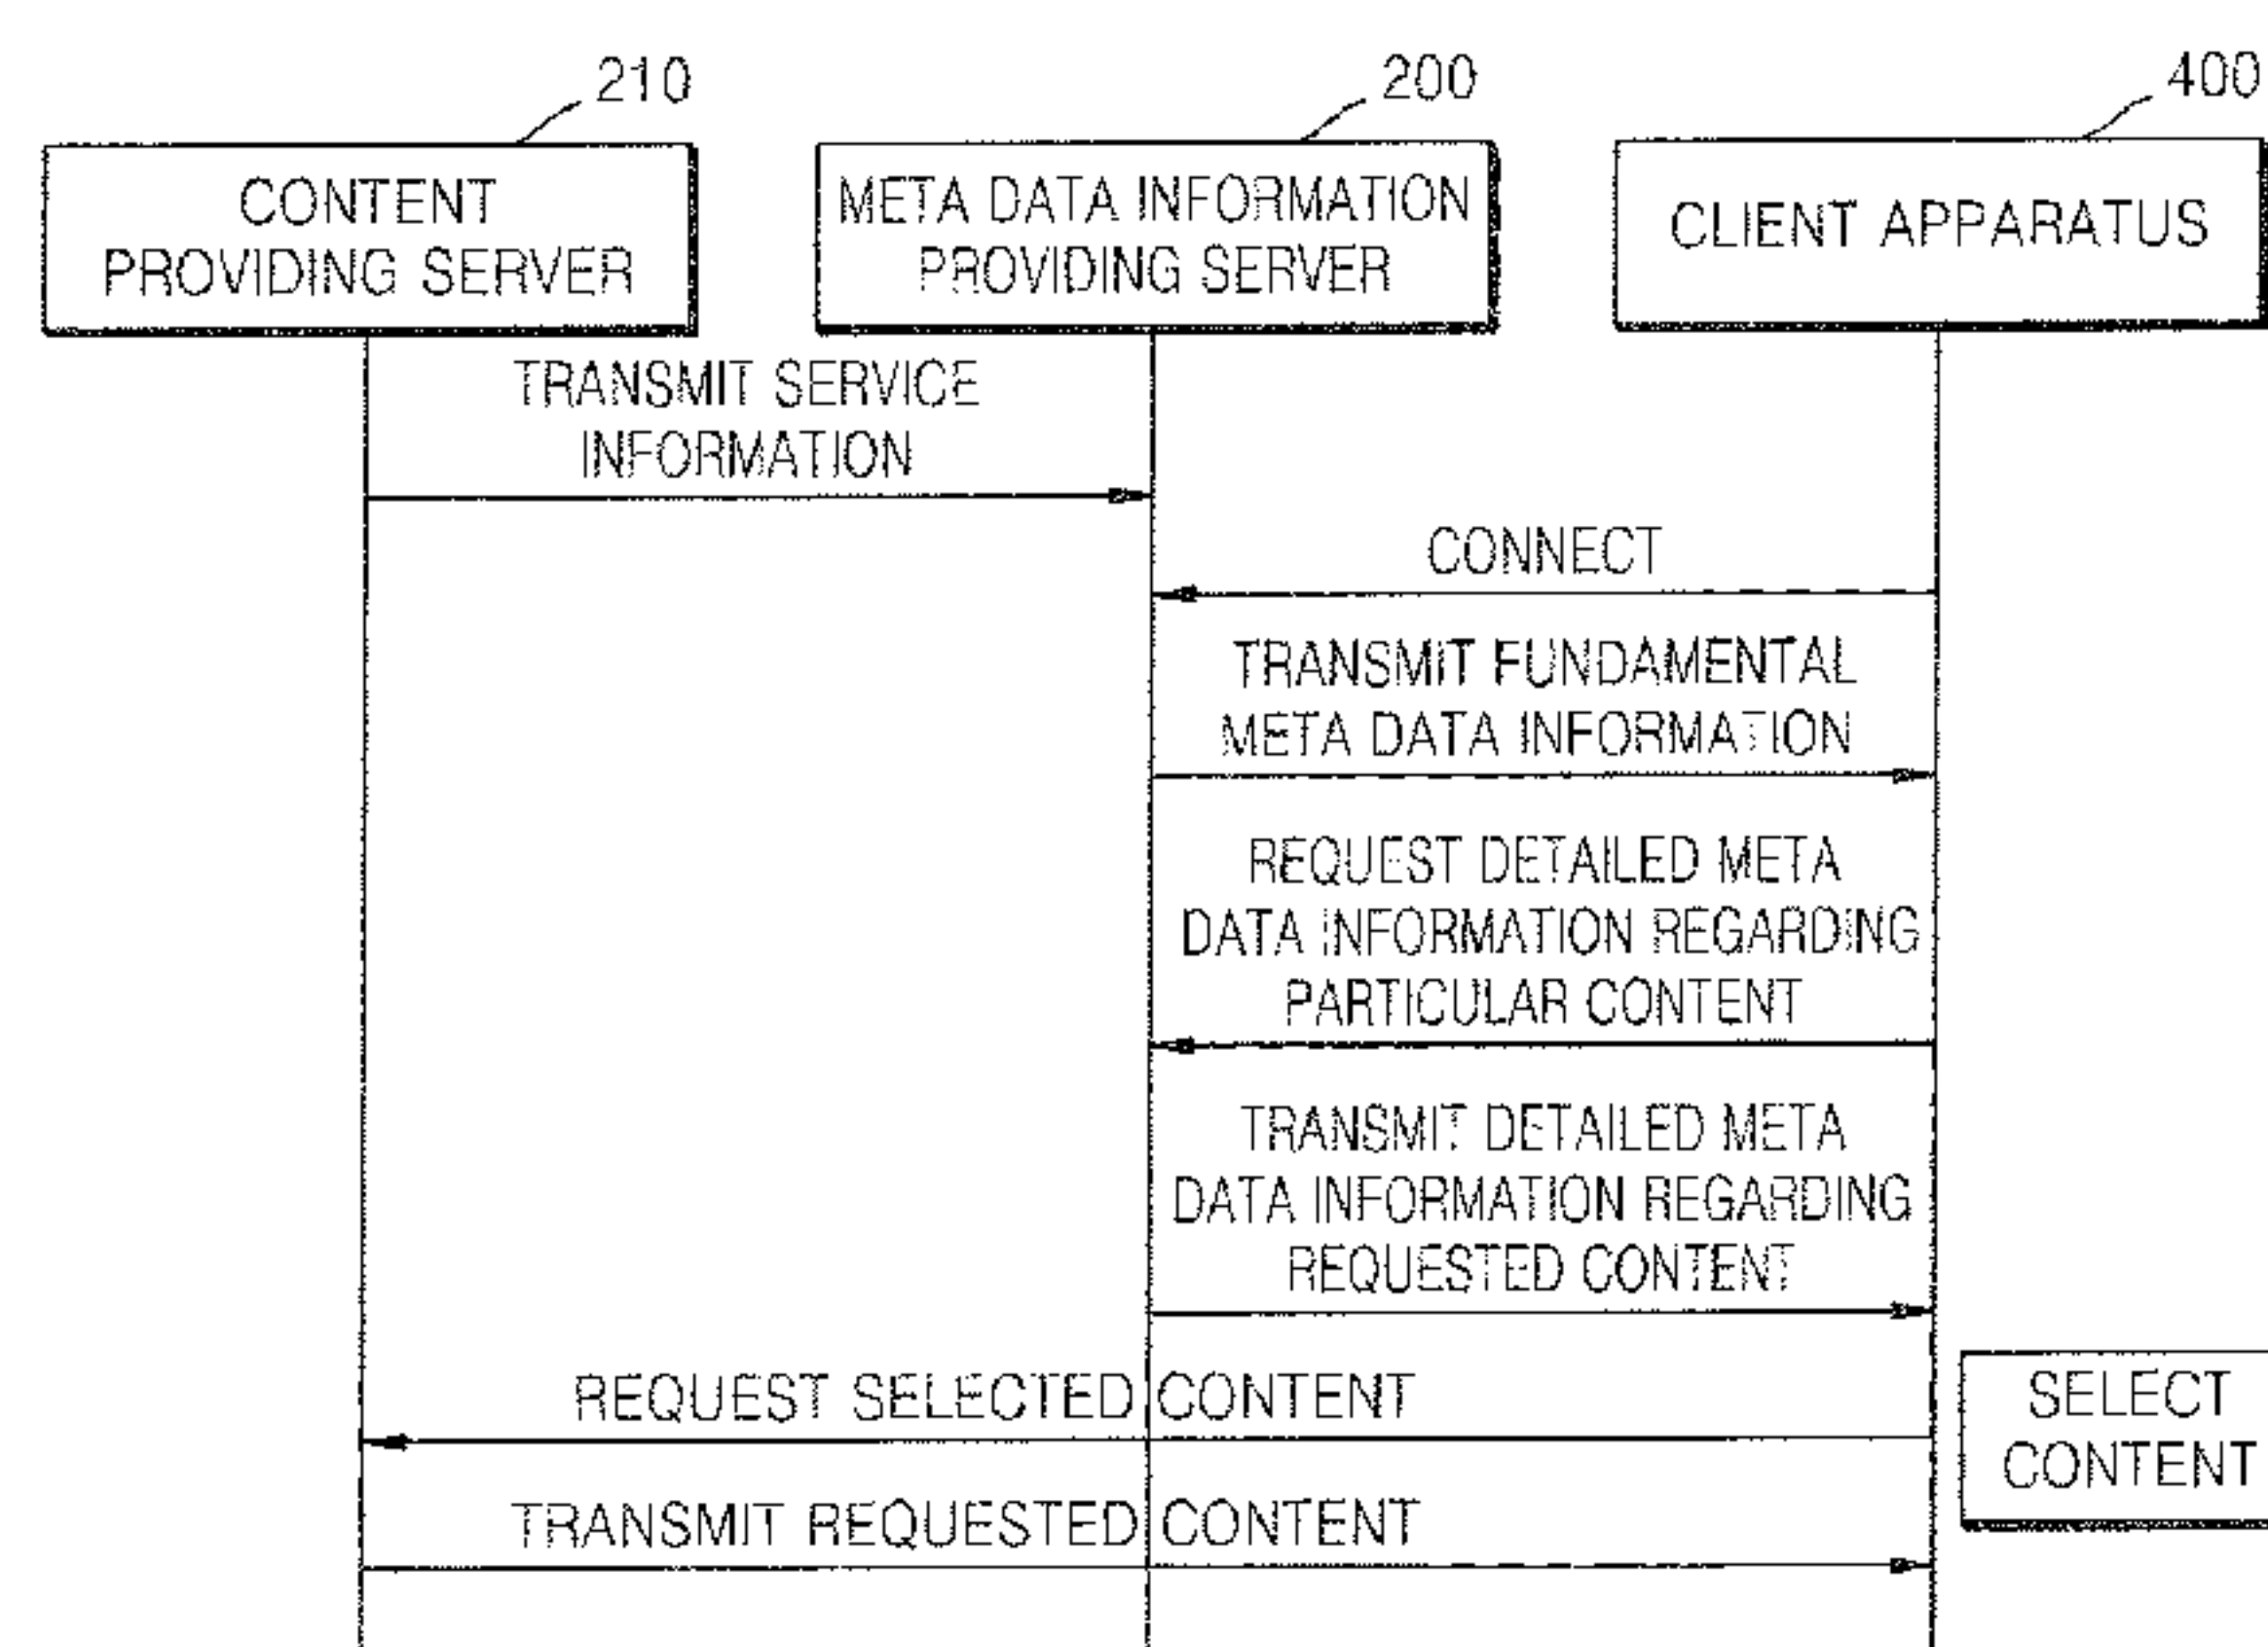 210
200
400
CONTENT
PROVIDING SERVER
META DATA INFORMATION
PROVIDING SERVER
CLIENT APPARATUS
TRANSMIT SERVICE
INFORMATION
CONNECT
TRANSMIT FUNDAMENTAL
META DATA INFORMATION
REQUEST DETAILED META
DATA INFORMATION REGARDING
PARTICULAR CONTENT
TRANSMIT DETAILED META
DATA INFORMATION REGARDING
REQUESTED CONTENT
REQUEST SELECTED CONTENT
SELECT
CONTENT
TRANSMIT REQUESTED CONTENT